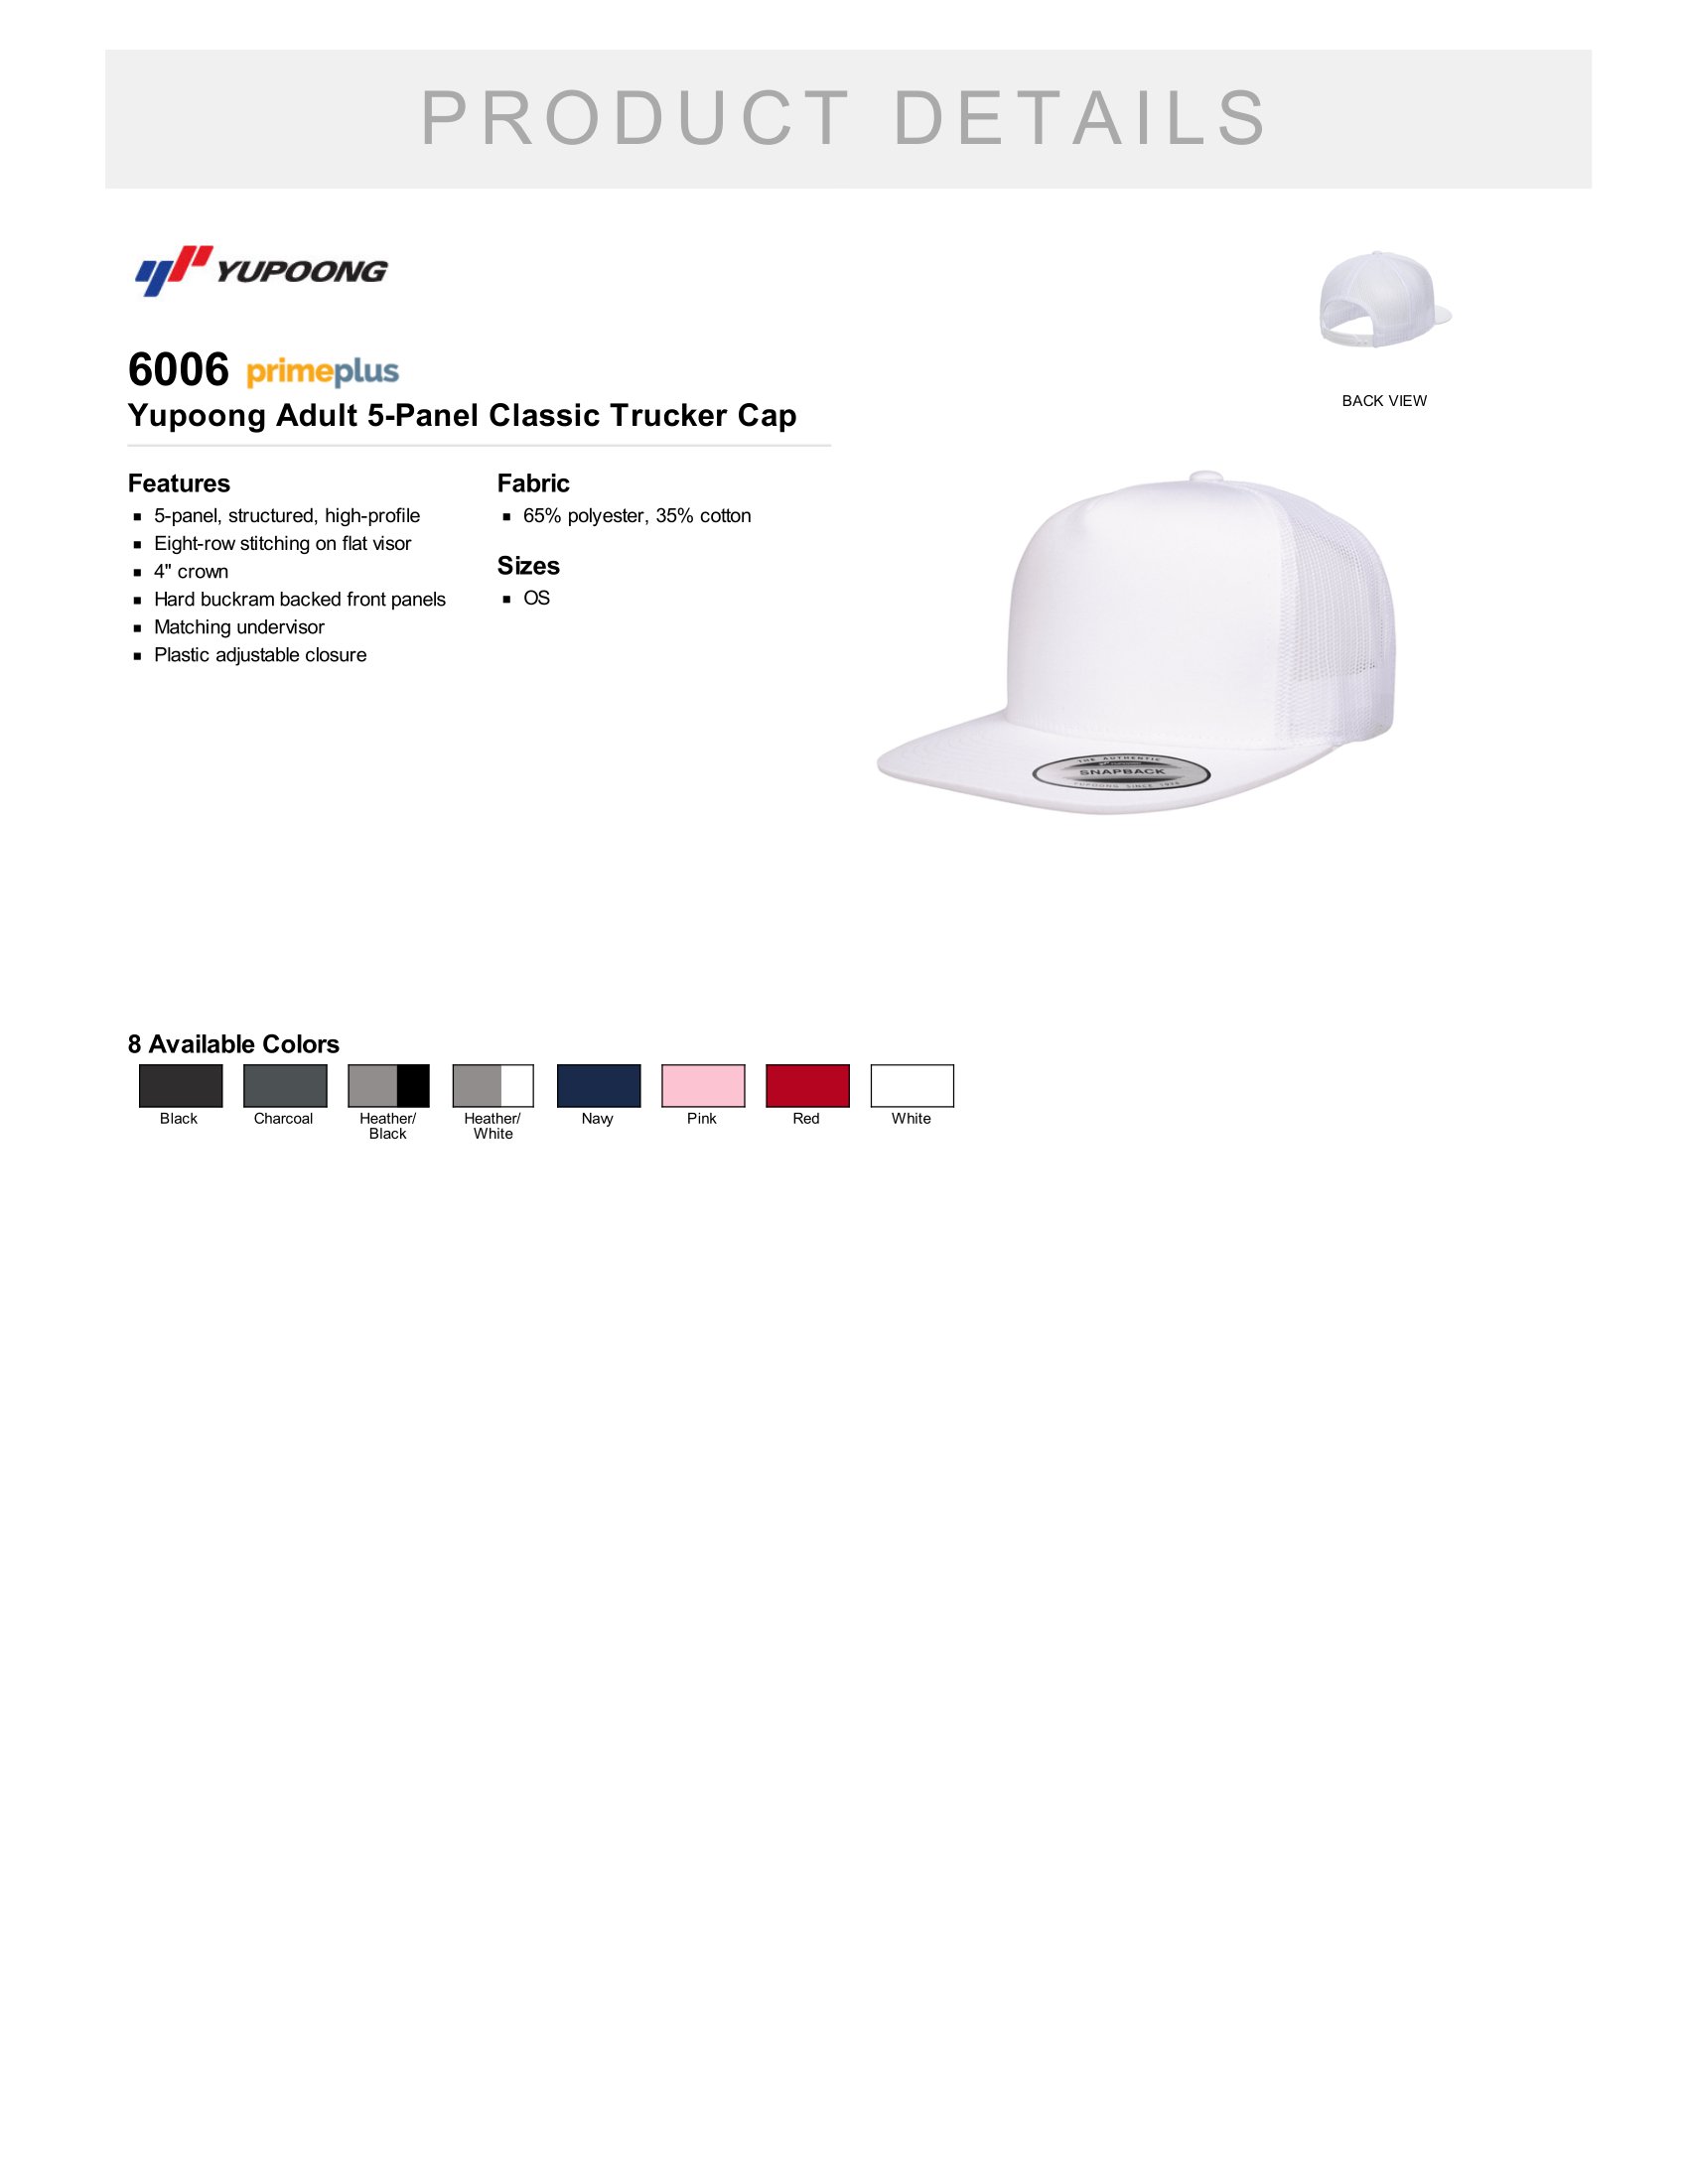 PRODUCT DETAILS
YUPOONG
6006 primeplus
Yupoong Adult 5-Panel Classic Trucker Cap
BACK VIEW
Features
5-panel, structured, high-profile
Eight-row stitching on flat visor
4" crown
Hard buckram backed front panels
Matching undervisor
Plastic adjustable closure
Fabric
65% polyester, 35% cotton
Sizes
OS
THE AUTHENTIC
SNAPBACK
8 Available Colors
Black
Charcoal
Heather/
Black
Heather/
White
Navy
Pink
Red
White